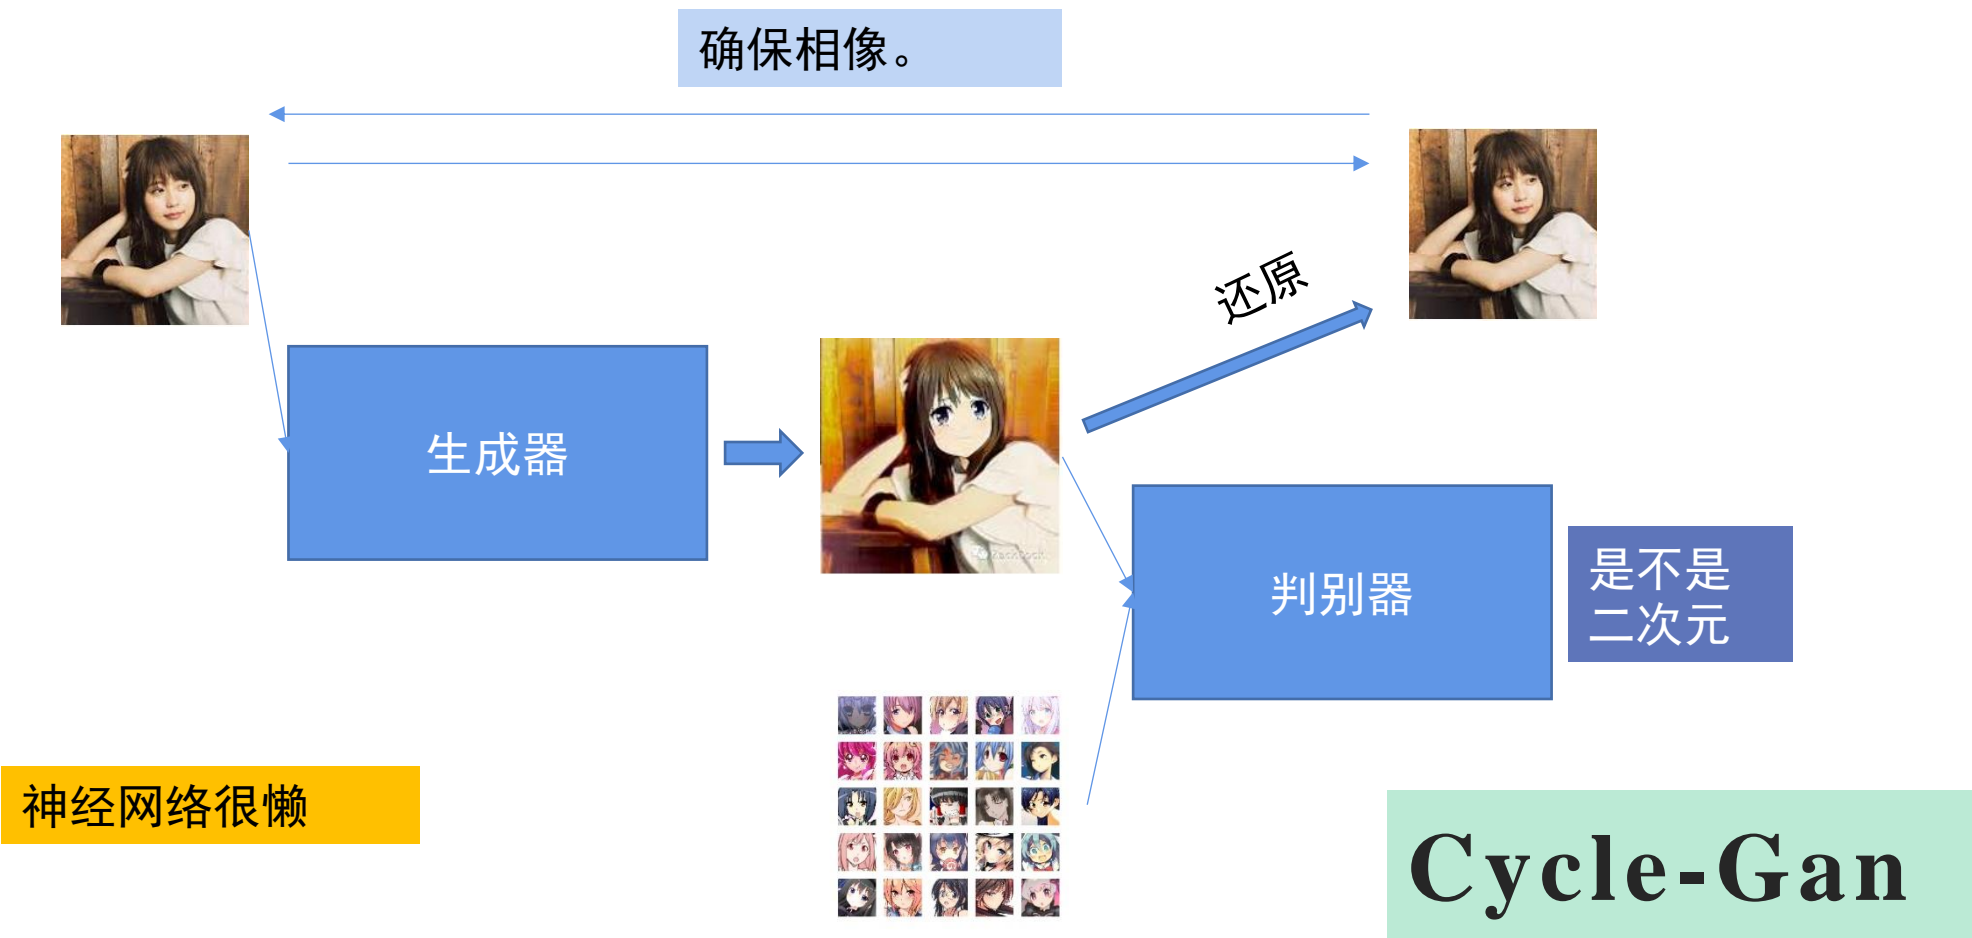 确保相像。
还原
生成器
判别器
是不是
二次元
神经网络很懒
Cycle-Gan